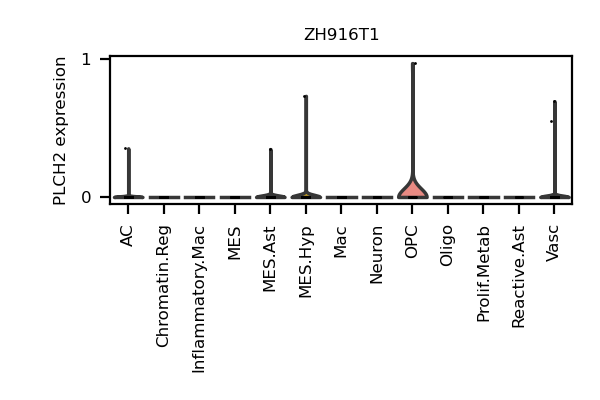 ZH916T1
PLCH2 expression
1
0
AC
Chromatin.Reg
Inflammatory.Mac
MES
MES.Ast
MES.Hyp
Mac
Neuron
OPC
Oligo
Prolif.Metab
Reactive.Ast
Vasc